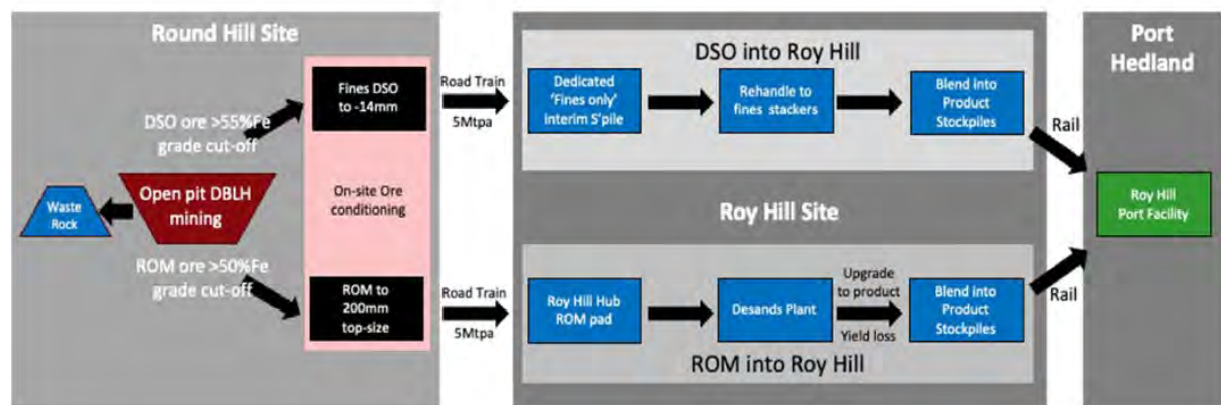 Round Hill Site
DSO ore >55%Fe
grade cut-off
Waste
Rock
Open pit DBLH
mining
ROM ore >50%Fe
grade cut-off
Fines DSO
to -14mm
On-site Ore
conditioning
ROM to
200mm
top-size
Road Train
5Mtpa
Road Train
5Mtpa
DSO into Roy Hill
Dedicated
'Fines only'
Interim S'pile
Rehandle to
fines stackers
Blend into
Product
Stockpiles
Roy Hill Site
Roy Hill Hub
ROM pad
Desands Plant
Upgrade
to product
Yield loss
Blend into
Product
Stockpiles
ROM into Roy Hill
Rail
Rail
Port
Hedland
Roy Hill
Port Facility